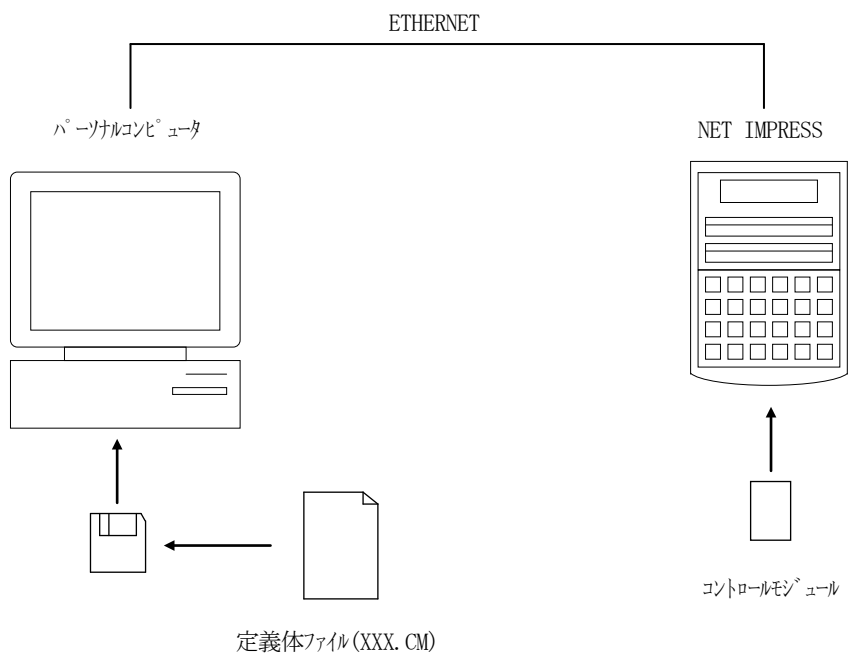 ETHERNET
ﾊﾟｰｿﾅﾙｺﾝﾋﾟｭｰﾀ
NET IMPRESS
ｺﾝﾄﾛｰﾙﾓｼﾞｭｰﾙ
定義体ﾌｧｲﾙ(XXX.CM)